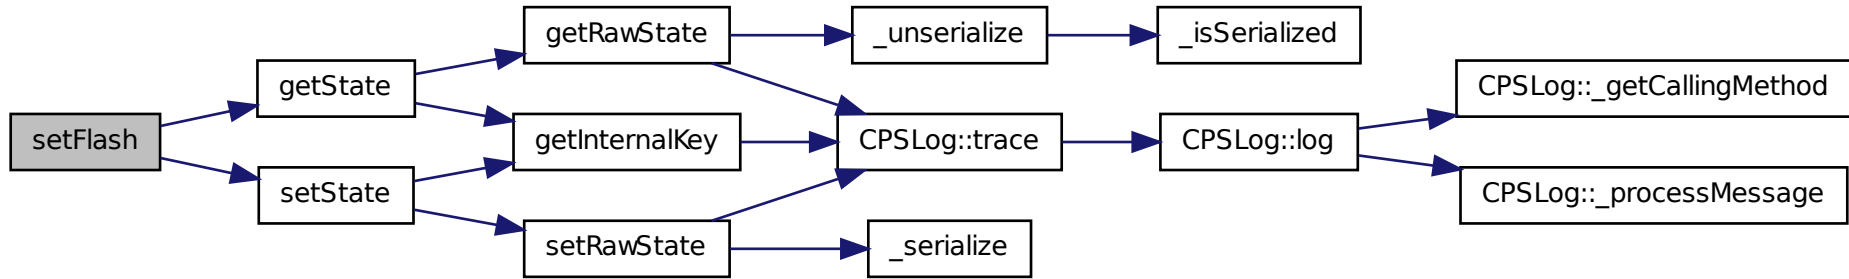 setFlash
getState
setState
getRawState
getInternalKey
setRawState
_unserialize
CPSLog::trace
_serialize
_isSerialized
CPSLog::log
CPSLog::_getCallingMethod
CPSLog::_processMessage